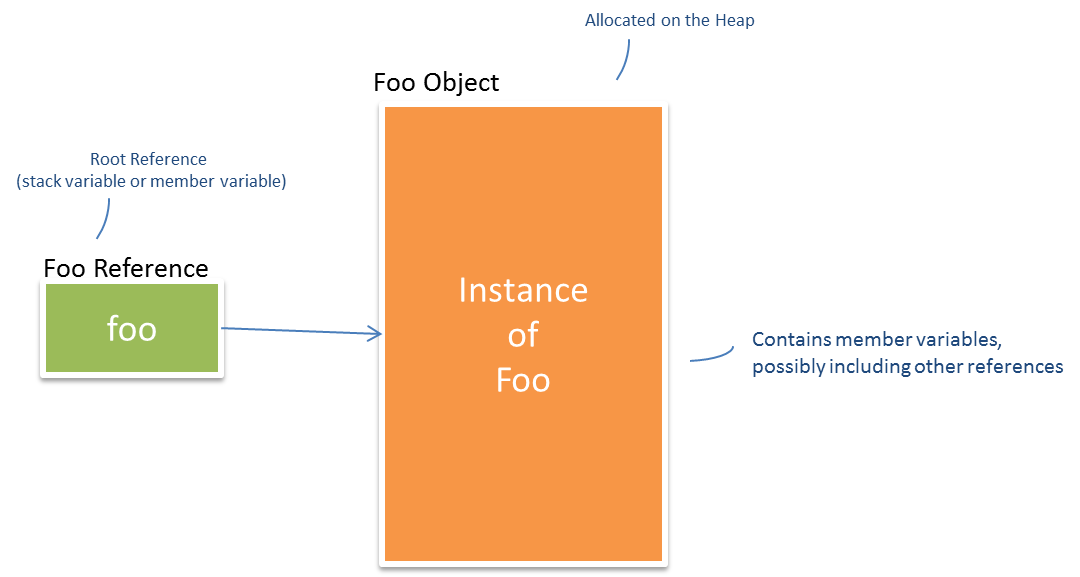 Allocated on the Heap
Foo Object
Root Reference
(stack variable or member variable)
Foo Reference
foo
Instance
of
Foo
Contains member variables,
possibly including other references